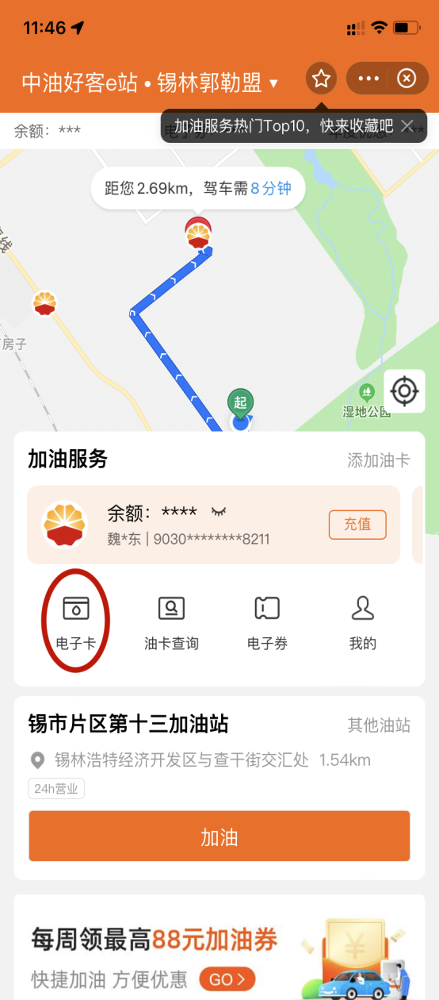 11:46
中油好客e站 • 锡林郭勒盟 ▾
余额：***
加油服务热门Top10，快来收藏吧
距您2.69km，驾车需8分钟
房子
起
湿地公园
加油服务
添加油卡
余额：****
魏*东 | 9030********8211
充值
电子卡
油卡查询
电子券
我的
锡市片区第十三加油站
其他油站
锡林浩特经济开发区与查干街交汇处 1.54km
24h营业
加油
每周领最高88元加油券
快捷加油 方便优惠
GO >